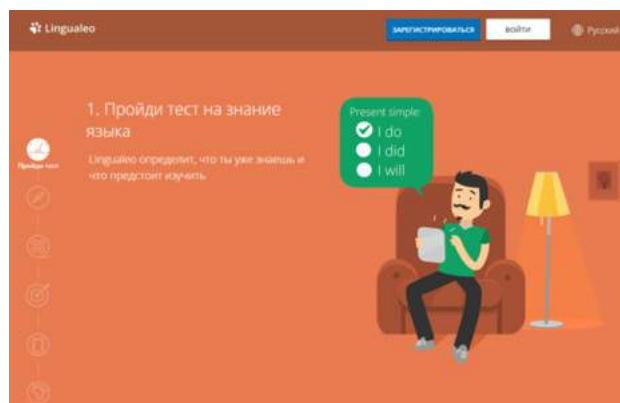 Lingualeo
ЗАРЕГИСТРИРОВАТЬСЯ
ВОЙТИ
Русский
1. Пройди тест на знание
языка
Lingualeo определит, что ты уже знаешь и
что предстоит изучить
Пройди тест
Present simple:
I do
I did
I will